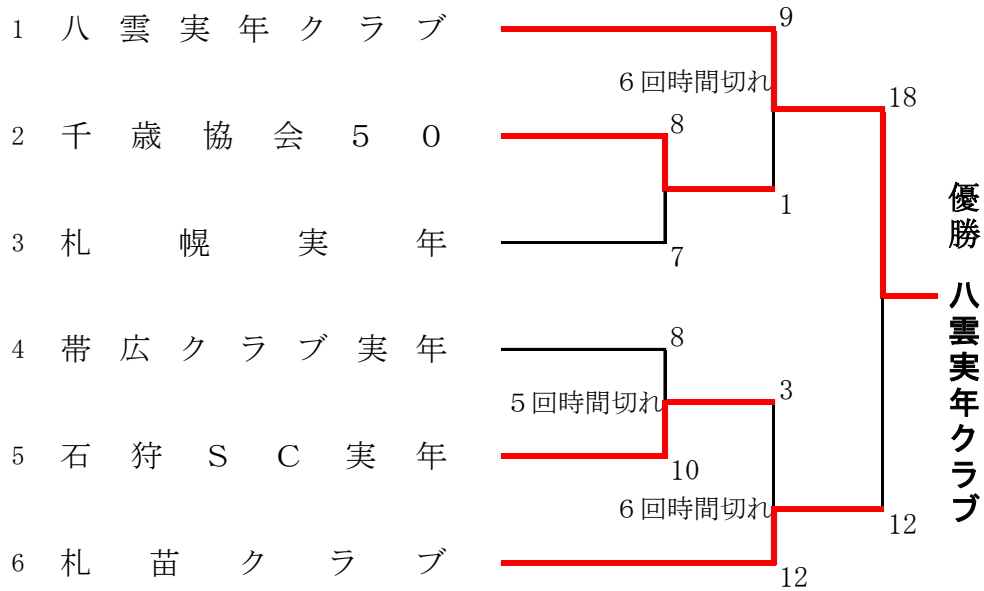 1 八雲実年クラブ
9
6回時間切れ
18
2 千歳協会50
8
1
3 札幌実年
7
優勝 八雲実年クラブ
4 帯広クラブ実年
8
5回時間切れ
3
5 石狩SC実年
10
6回時間切れ
12
6 札苗クラブ
12